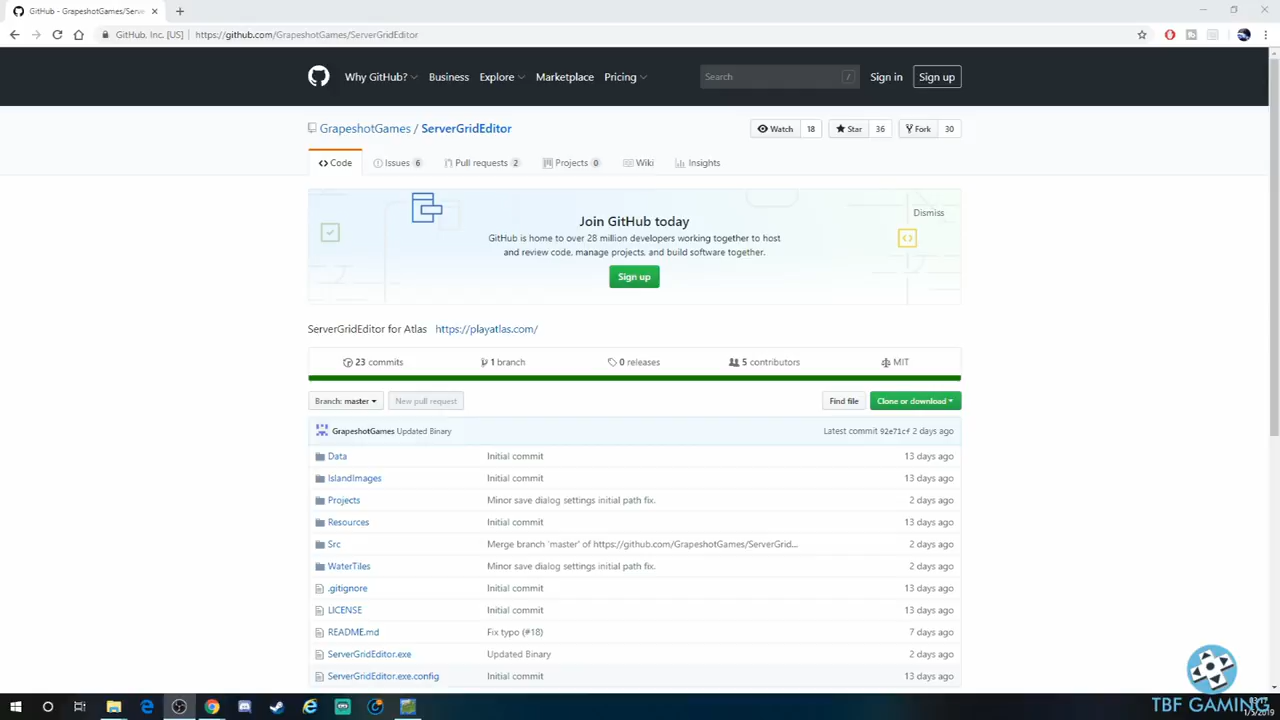 GitHub - GrapeshotGames/Serve
GitHub, Inc. [US] https://github.com/GrapeshotGames/ServerGridEditor
Why GitHub? Business Explore Marketplace Pricing Search / Sign in Sign up
GrapeshotGames / ServerGridEditor Watch 18 Star 36 Fork 30
Code Issues 6 Pull requests 2 Projects 0 Wiki Insights
Dismiss
Join GitHub today
GitHub is home to over 28 million developers working together to host
and review code, manage projects, and build software together.
Sign up
ServerGridEditor for Atlas https://playatlas.com/
23 commits 1 branch 0 releases 5 contributors MIT
Branch: master New pull request Find file Clone or download
GrapeshotGames Updated Binary Latest commit 92e71cf 2 days ago
Data Initial commit 13 days ago
IslandImages Initial commit 13 days ago
Projects Minor save dialog settings initial path fix. 2 days ago
Resources Initial commit 13 days ago
Src Merge branch 'master' of https://github.com/GrapeshotGames/ServerGrid... 2 days ago
WaterTiles Minor save dialog settings initial path fix. 2 days ago
.gitignore Initial commit 13 days ago
LICENSE Initial commit 13 days ago
README.md Fix typo (#18) 7 days ago
ServerGridEditor.exe Updated Binary 2 days ago
ServerGridEditor.exe.config Initial commit 13 days ago
TBF GAMING
1/3/2019